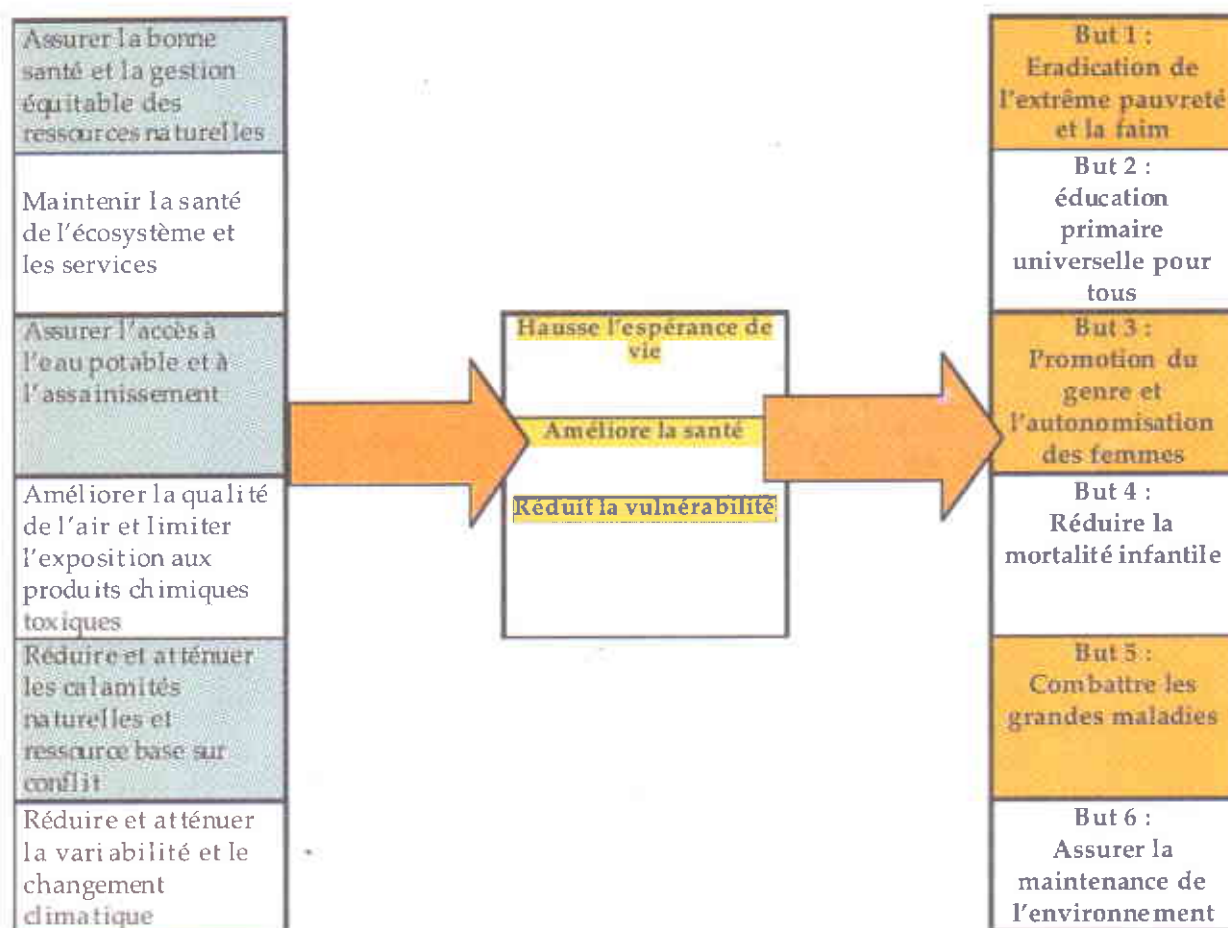 Assurer la bonne
santé et la gestion
équitable des
ressources naturelles
Maintenir la santé
de l'écosystème et
les services
Assurer l'accès à
l'eau potable et à
l'assainissement
Améliorer la qualité
de l'air et limiter
l'exposition aux
produits chimiques
toxiques
Réduire et atténuer
les calamités
naturelles et
ressource base sur
conflit
Réduire et atténuer
la variabilité et le
changement
climatique
Hausse l'espérance de
vie
Améliore la santé
Réduit la vulnérabilité
But 1 :
Eradication de
l'extrême pauvreté
et la faim
But 2 :
éducation
primaire
universelle pour
tous
But 3 :
Promotion du
genre et
l'autonomisation
des femmes
But 4 :
Réduire la
mortalité infantile
But 5 :
Combattre les
grandes maladies
But 6 :
Assurer la
maintenance de
l'environnement